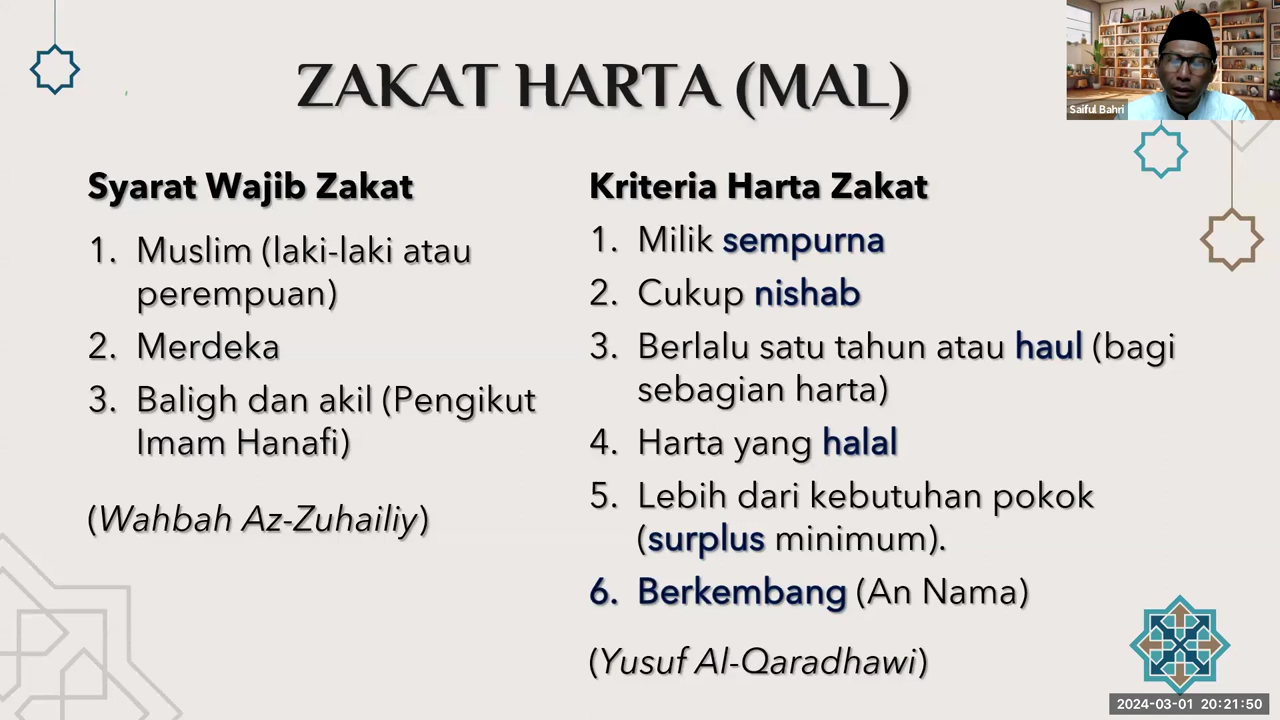 ZAKAT HARTA (MAL)
Saiful Bahri
Syarat Wajib Zakat
1. Muslim (laki-laki atau
perempuan)
2. Merdeka
3. Baligh dan akil (Pengikut
Imam Hanafi)
(Wahbah Az-Zuhailiy)
Kriteria Harta Zakat
1. Milik sempurna
2. Cukup nishab
3. Berlalu satu tahun atau haul (bagi
sebagian harta)
4. Harta yang halal
5. Lebih dari kebutuhan pokok
(surplus minimum).
6. Berkembang (An Nama)
(Yusuf Al-Qaradhawi)
2024-03-01 20:21:50